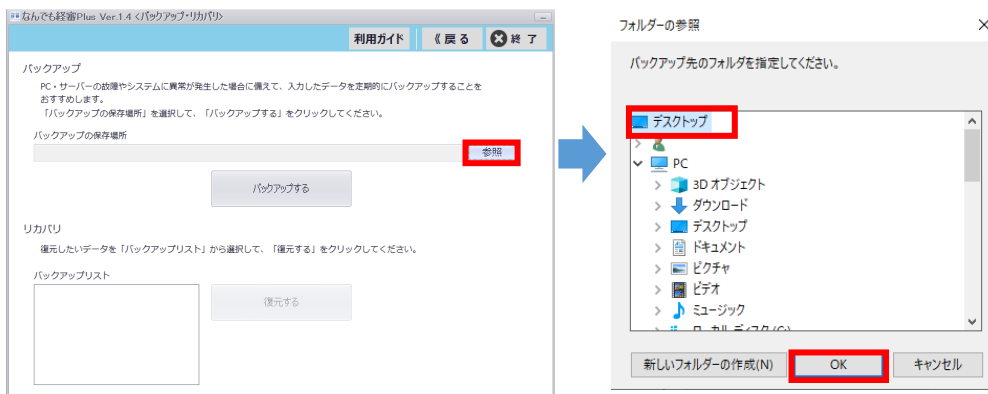 なんでも経審Plus Ver.1.4 <バックアップ・リカバリ>
利用ガイド
《 戻 る
終 了
バックアップ
PC・サーバーの故障やシステムに異常が発生した場合に備えて、入力したデータを定期的にバックアップすることを
おすすめします。
「バックアップの保存場所」を選択して、「バックアップする」をクリックしてください。
バックアップの保存場所
参照
バックアップする
リカバリ
復元したいデータを「バックアップリスト」から選択して、「復元する」をクリックしてください。
バックアップリスト
復元する
フォルダーの参照
バックアップ先のフォルダを指定してください。
デスクトップ
PC
3D オブジェクト
ダウンロード
デスクトップ
ドキュメント
ピクチャ
ビデオ
ミュージック
ローカル ディスク (C:)
新しいフォルダーの作成(N)
OK
キャンセル